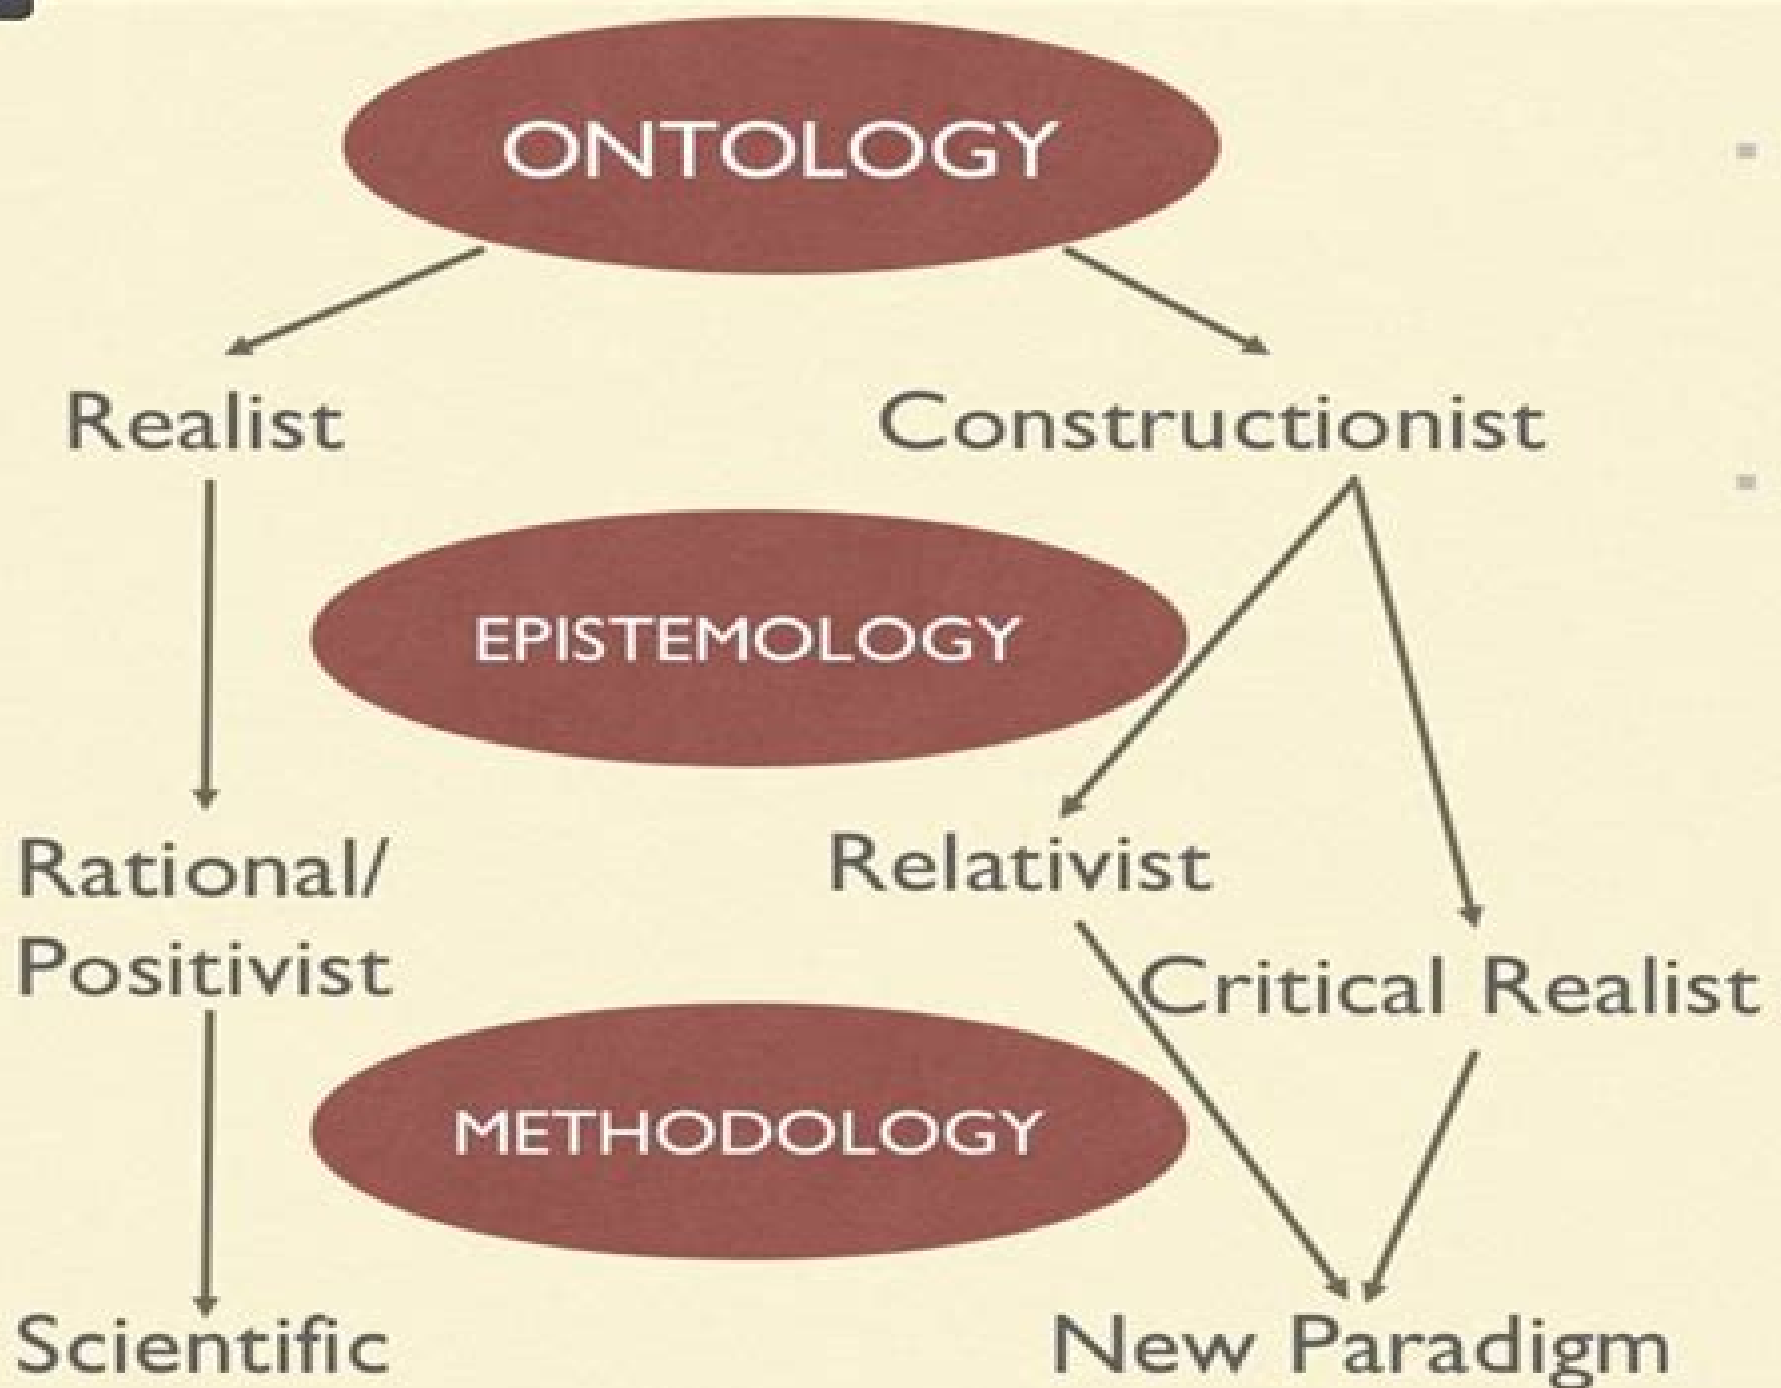 ONTOLOGY
Realist
Constructionist
EPISTEMOLOGY
Rational/
Positivist
Relativist
Critical Realist
METHODOLOGY
Scientific
New Paradigm